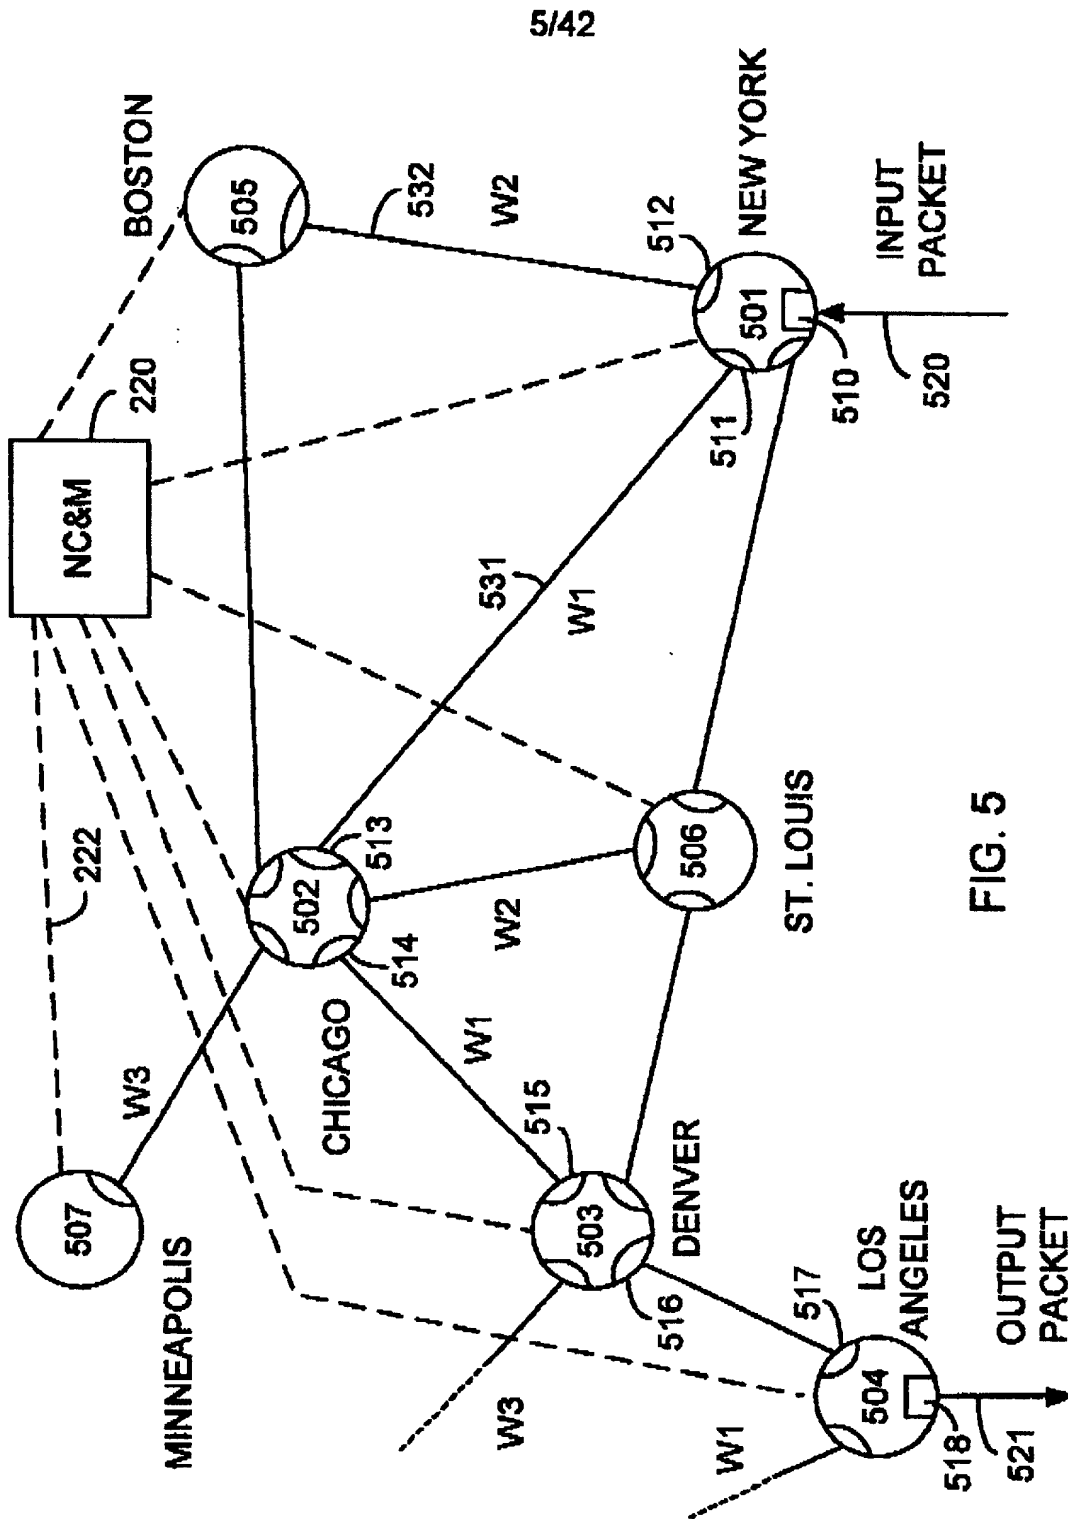 5/42
BOSTON
505
532
W2
NC&M
220
222
512
NEW YORK
501
511
510
INPUT
PACKET
520
531
W1
502
513
514
CHICAGO
W2
506
ST. LOUIS
W3
507
MINNEAPOLIS
W1
515
503
516
DENVER
W3
517
504
LOS
ANGELES
518
521
OUTPUT
PACKET
W1
FIG. 5